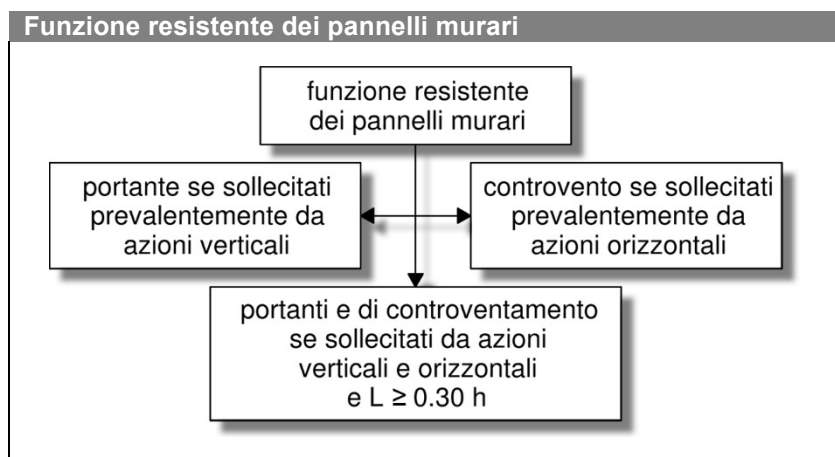 Funzione resistente dei pannelli murari
funzione resistente
dei pannelli murari
portante se sollecitati
prevalentemente da
azioni verticali
controvento se sollecitati
prevalentemente da
azioni orizzontali
portanti e di controventamento
se sollecitati da azioni
verticali e orizzontali
e L ≥ 0.30 h